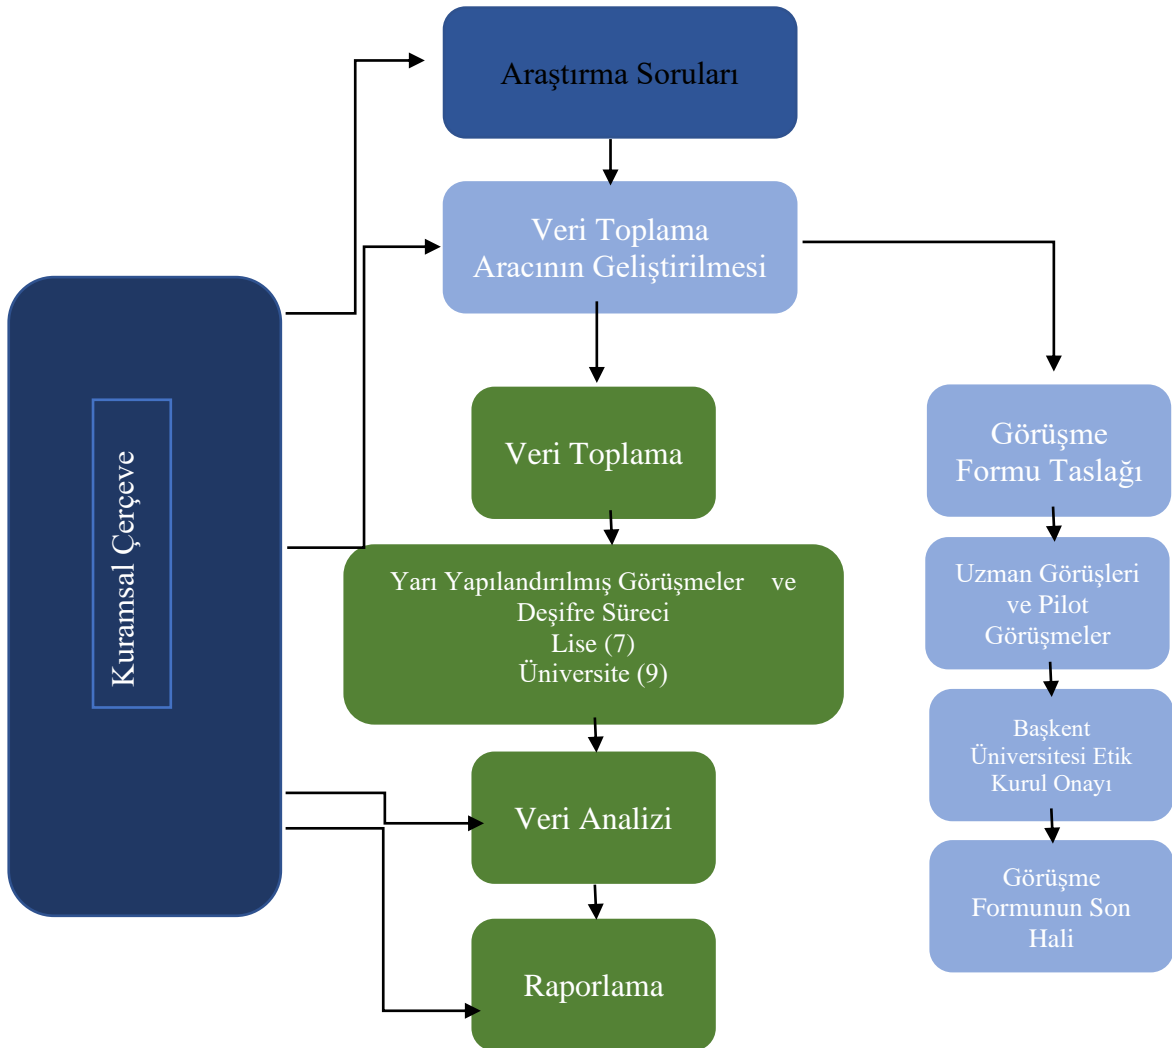 Araştırma Soruları
Veri Toplama
Aracının Geliştirilmesi
Kuramsal Çerçeve
Veri Toplama
Yarı Yapılandırılmış Görüşmeler ve
Deşifre Süreci
Lise (7)
Üniversite (9)
Veri Analizi
Raporlama
Görüşme
Formu Taslağı
Uzman Görüşleri
ve Pilot
Görüşmeler
Başkent
Üniversitesi Etik
Kurul Onayı
Görüşme
Formunun Son
Hali